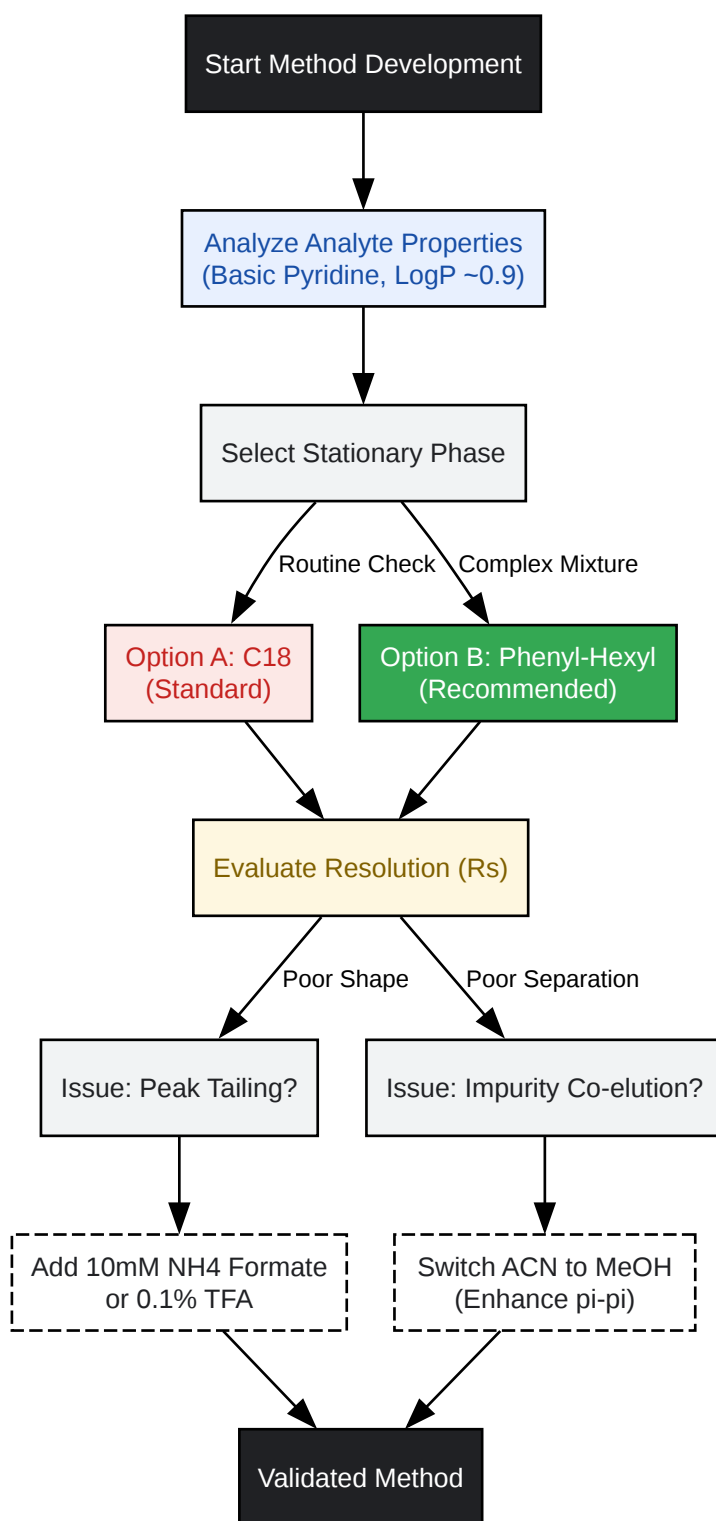 Start Method Development
Analyze Analyte Properties
(Basic Pyridine, LogP ~0.9)
Select Stationary Phase
Routine Check
Complex Mixture
Option A: C18
(Standard)
Option B: Phenyl-Hexyl
(Recommended)
Evaluate Resolution (Rs)
Poor Shape
Poor Separation
Issue: Peak Tailing?
Issue: Impurity Co-elution?
Add 10mM NH4 Formate
or 0.1% TFA
Switch ACN to MeOH
(Enhance pi-pi)
Validated Method